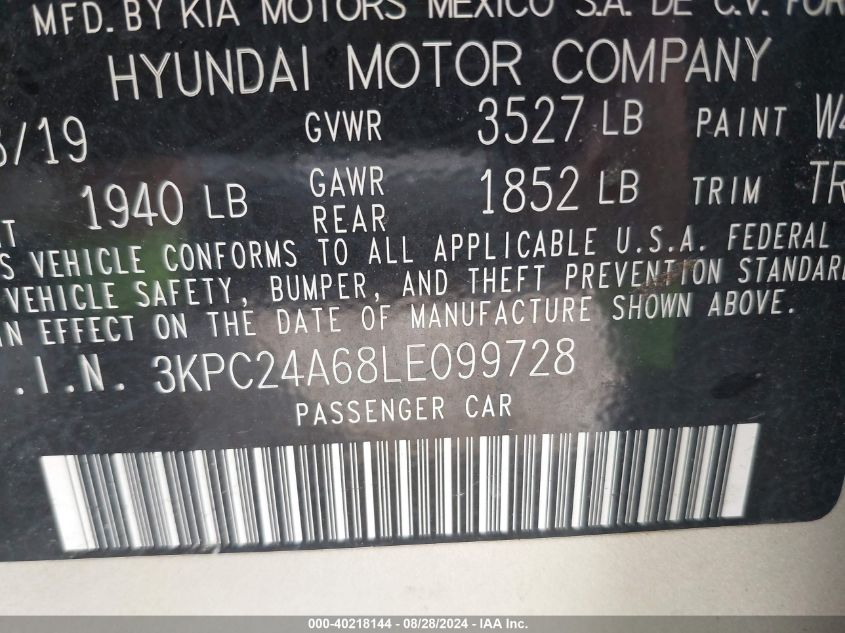 MFD. BY KIA MOTORS MEXICO S.A. DE C.V. FOR
HYUNDAI MOTOR COMPANY
/19 GVWR 3527 LB PAINT W
1940 LB GAWR REAR 1852 LB TRIM TR
VEHICLE CONFORMS TO ALL APPLICABLE U.S.A. FEDERAL
VEHICLE SAFETY, BUMPER, AND THEFT PREVENTION STANDAR
IN EFFECT ON THE DATE OF MANUFACTURE SHOWN ABOVE.
.I.N. 3KPC24A68LE099728
PASSENGER CAR
000-40218144 — 08/28/2024 — IAA Inc.